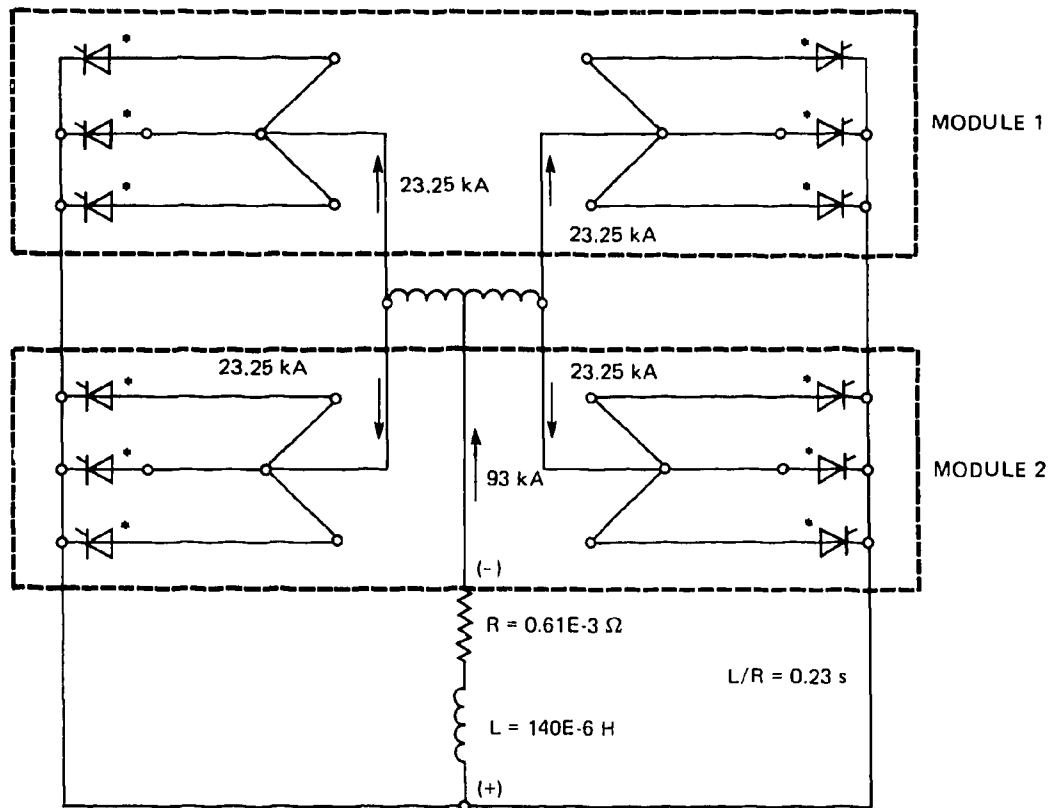 *
*
*
*
*
*
MODULE 1
23.25 kA
23.25 kA
23.25 kA
23.25 kA
*
*
*
*
*
*
93 kA
MODULE 2
(-)
R = 0.61E-3 Ω
L/R = 0.23 s
L = 140E-6 H
(+)